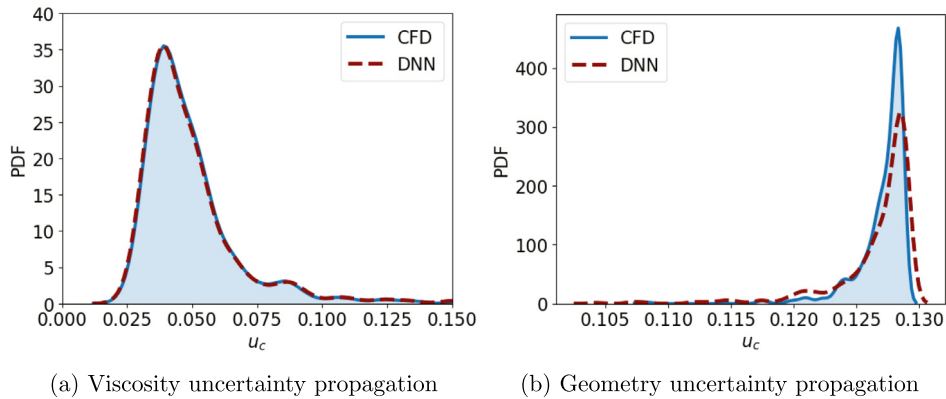 40
35
30
25
20
15
10
5
0
PDF
CFD
DNN
0.000 0.025 0.050 0.075 0.100 0.125 0.150
u_c
(a) Viscosity uncertainty propagation
400
300
200
100
0
PDF
CFD
DNN
0.105 0.110 0.115 0.120 0.125 0.130
u_c
(b) Geometry uncertainty propagation